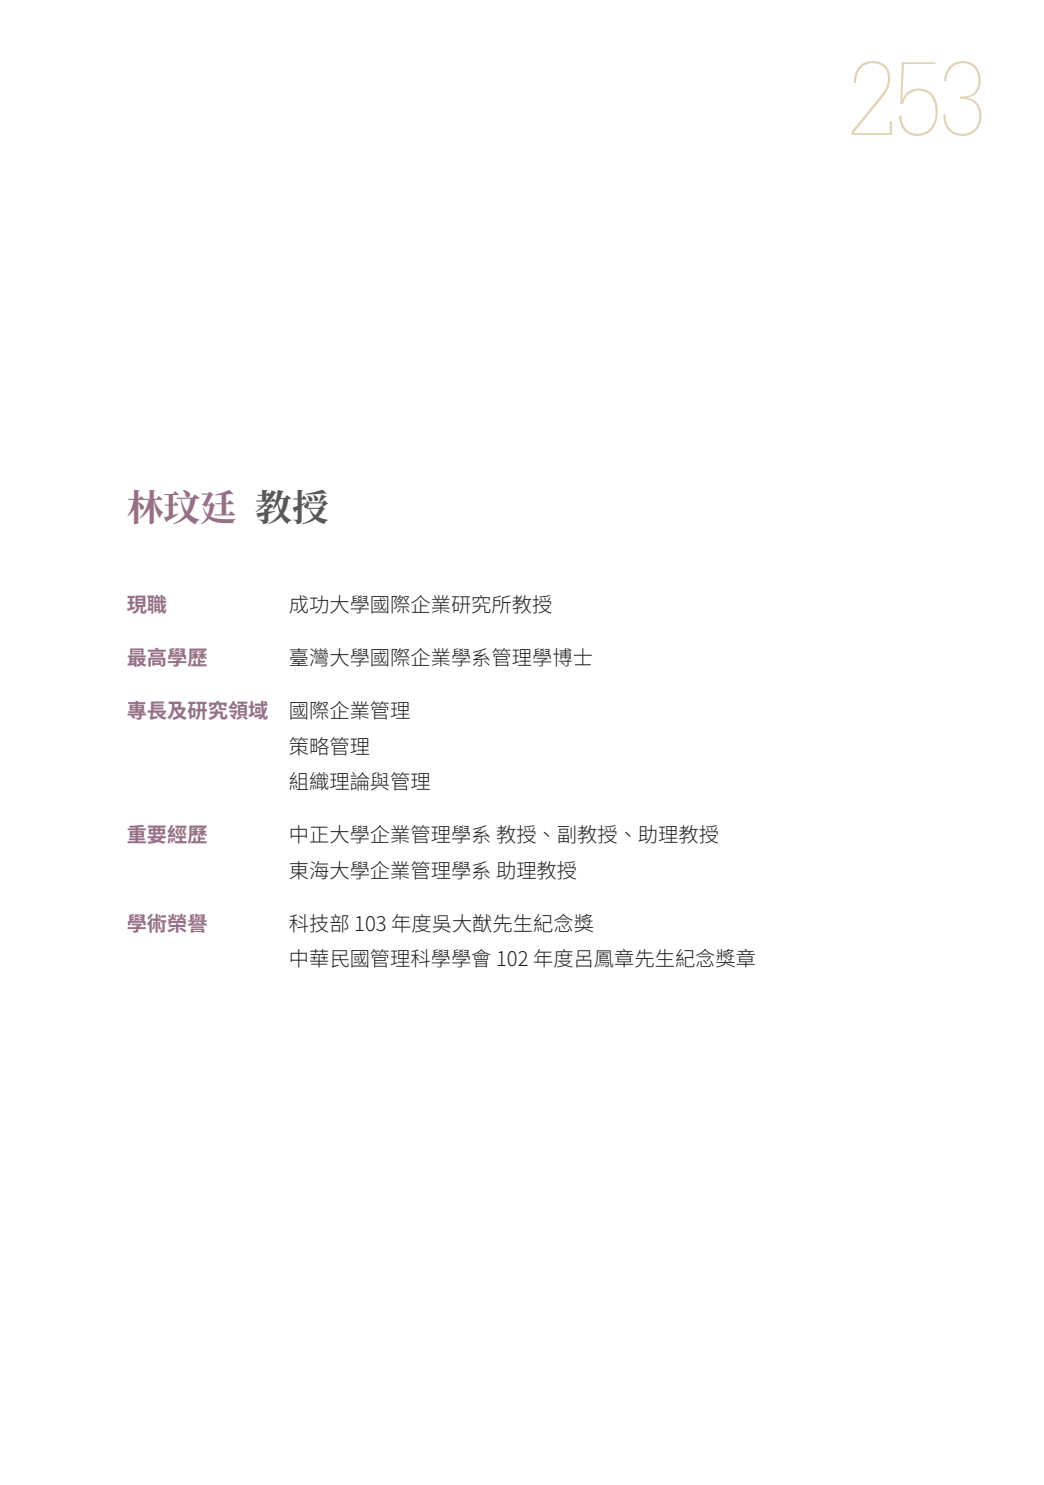 253
林玟廷 教授
現職 成功大學國際企業研究所教授
最高學歷 臺灣大學國際企業學系管理學博士
專長及研究領域 國際企業管理
策略管理
組織理論與管理
重要經歷 中正大學企業管理學系 教授、副教授、助理教授
東海大學企業管理學系 助理教授
學術榮譽 科技部 103 年度吳大猷先生紀念獎
中華民國管理科學學會 102 年度呂鳳章先生紀念獎章